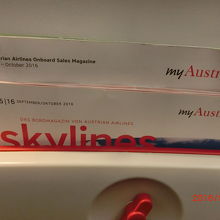 rian Airlines Onboard Sales Magazine
– October 2016
myAustr
5|16 SEPTEMBER/OKTOBER 2016
myAustri
DAS BORDMAGAZIN VON AUSTRIAN AIRLINES
skylines